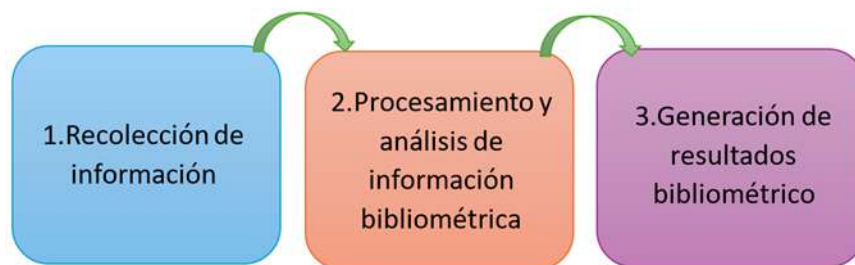 1.Recolección de
información
2.Procesamiento y
análisis de
información
bibliométrica
3.Generación de
resultados
bibliométrico